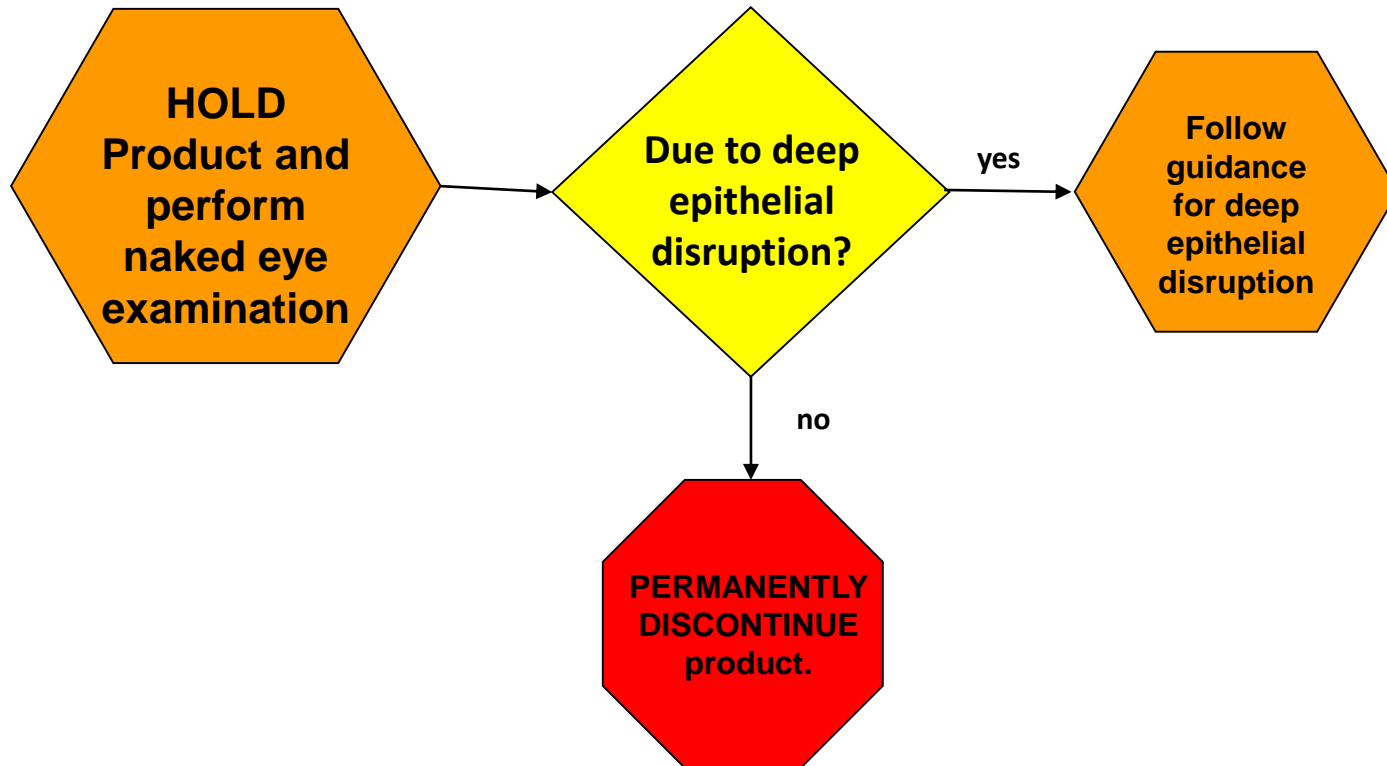 HOLD
Product and
perform
naked eye
examination
Due to deep
epithelial
disruption?
yes
Follow
guidance
for deep
epithelial
disruption
no
PERMANENTLY
DISCONTINUE
product.